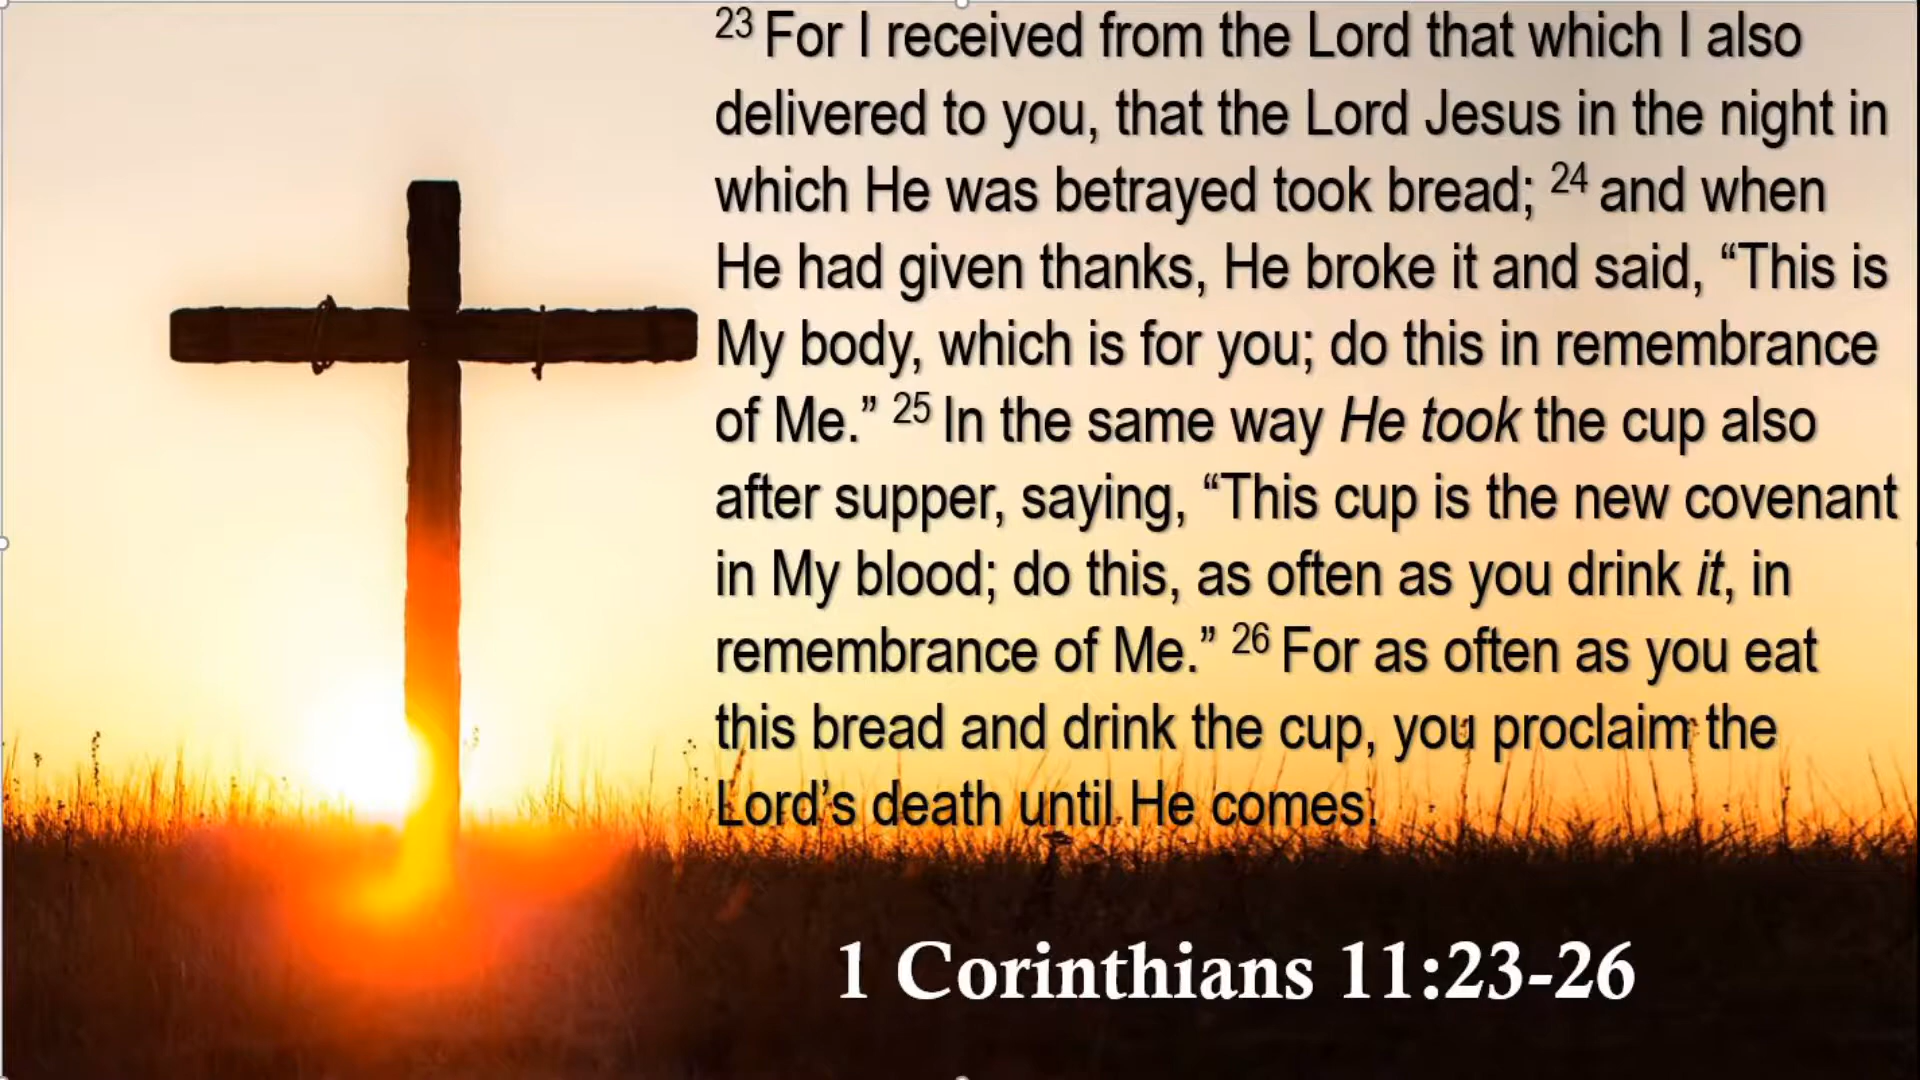 23 For I received from the Lord that which I also
delivered to you, that the Lord Jesus in the night in
which He was betrayed took bread; 24 and when
He had given thanks, He broke it and said, “This is
My body, which is for you; do this in remembrance
of Me.” 25 In the same way He took the cup also
after supper, saying, “This cup is the new covenant
in My blood; do this, as often as you drink it, in
remembrance of Me.” 26 For as often as you eat
this bread and drink the cup, you proclaim the
Lord’s death until He comes.
1 Corinthians 11:23-26